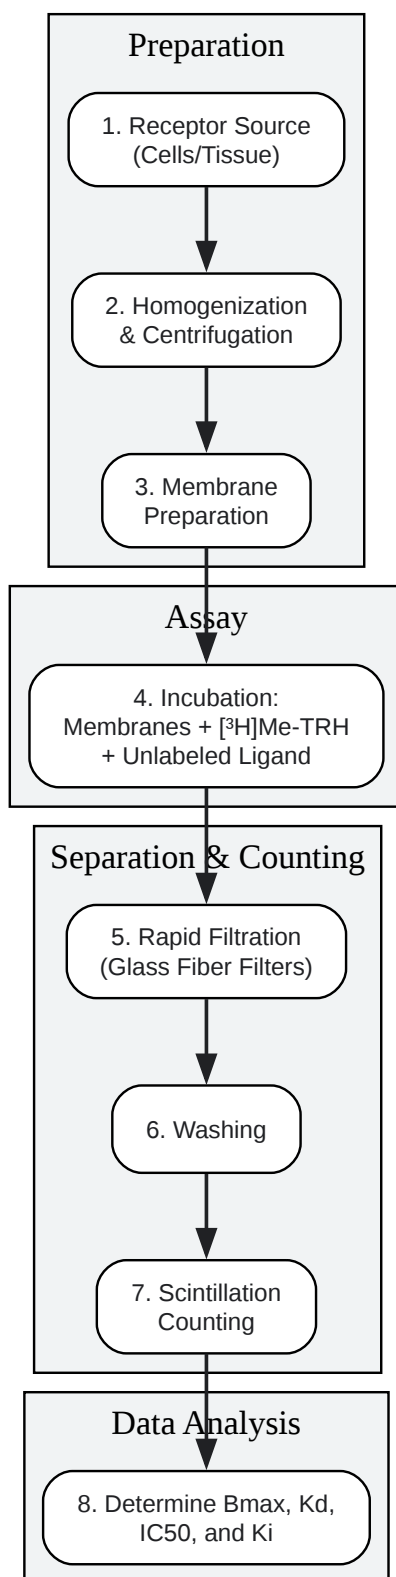 Preparation
1. Receptor Source
(Cells/Tissue)
2. Homogenization
& Centrifugation
3. Membrane
Preparation
Assay
4. Incubation:
Membranes + [³H]Me-TRH
+ Unlabeled Ligand
Separation & Counting
5. Rapid Filtration
(Glass Fiber Filters)
6. Washing
7. Scintillation
Counting
Data Analysis
8. Determine Bmax, Kd,
IC50, and Ki